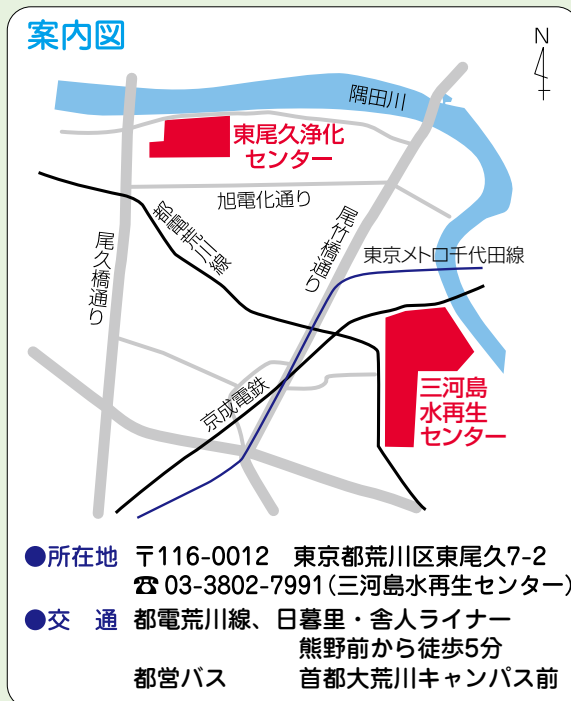 案内図
N
隅田川
東尾久浄化
センター
旭電化通り
都電荒川線
尾竹橋通り
尾久橋通り
東京メトロ千代田線
京成電鉄
三河島
水再生
センター
●所在地 〒116-0012 東京都荒川区東尾久7-2
☎ 03-3802-7991(三河島水再生センター)
●交 通 都電荒川線、日暮里・舎人ライナー
熊野前から徒歩5分
都営バス 首都大荒川キャンパス前